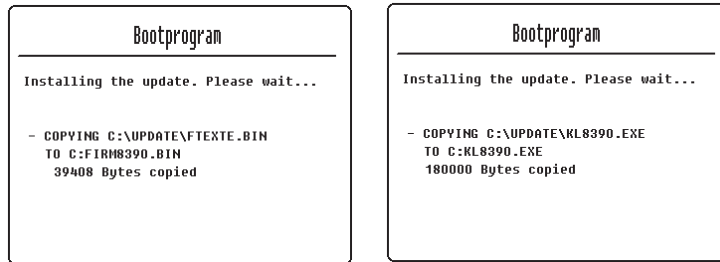 Bootprogram
Installing the update. Please wait...
- COPYING C:\UPDATE\FTEXTE.BIN
TO C:FIRM8390.BIN
39408 Bytes copied
Bootprogram
Installing the update. Please wait...
- COPYING C:\UPDATE\KL8390.EXE
TO C:KL8390.EXE
180000 Bytes copied